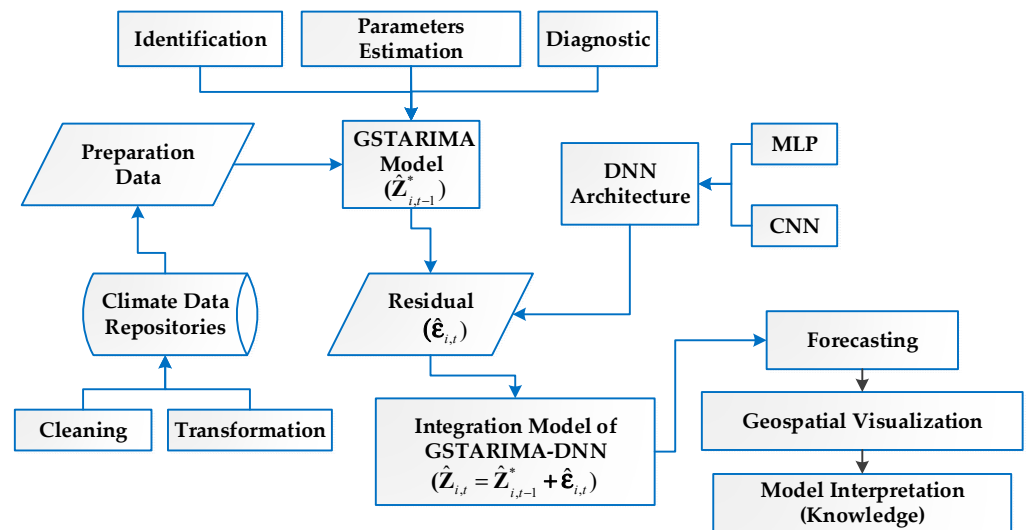 Identification
Parameters
Estimation
Diagnostic
Preparation
Data
GSTARIMA
Model
(Ẑ*_{i,t−1})
DNN
Architecture
MLP
CNN
Climate Data
Repositories
Residual
(ε̂_{i,t})
Forecasting
Cleaning
Transformation
Integration Model of
GSTARIMA-DNN
(Ẑ_{i,t} = Ẑ*_{i,t−1} + ε̂_{i,t})
Geospatial Visualization
Model Interpretation
(Knowledge)